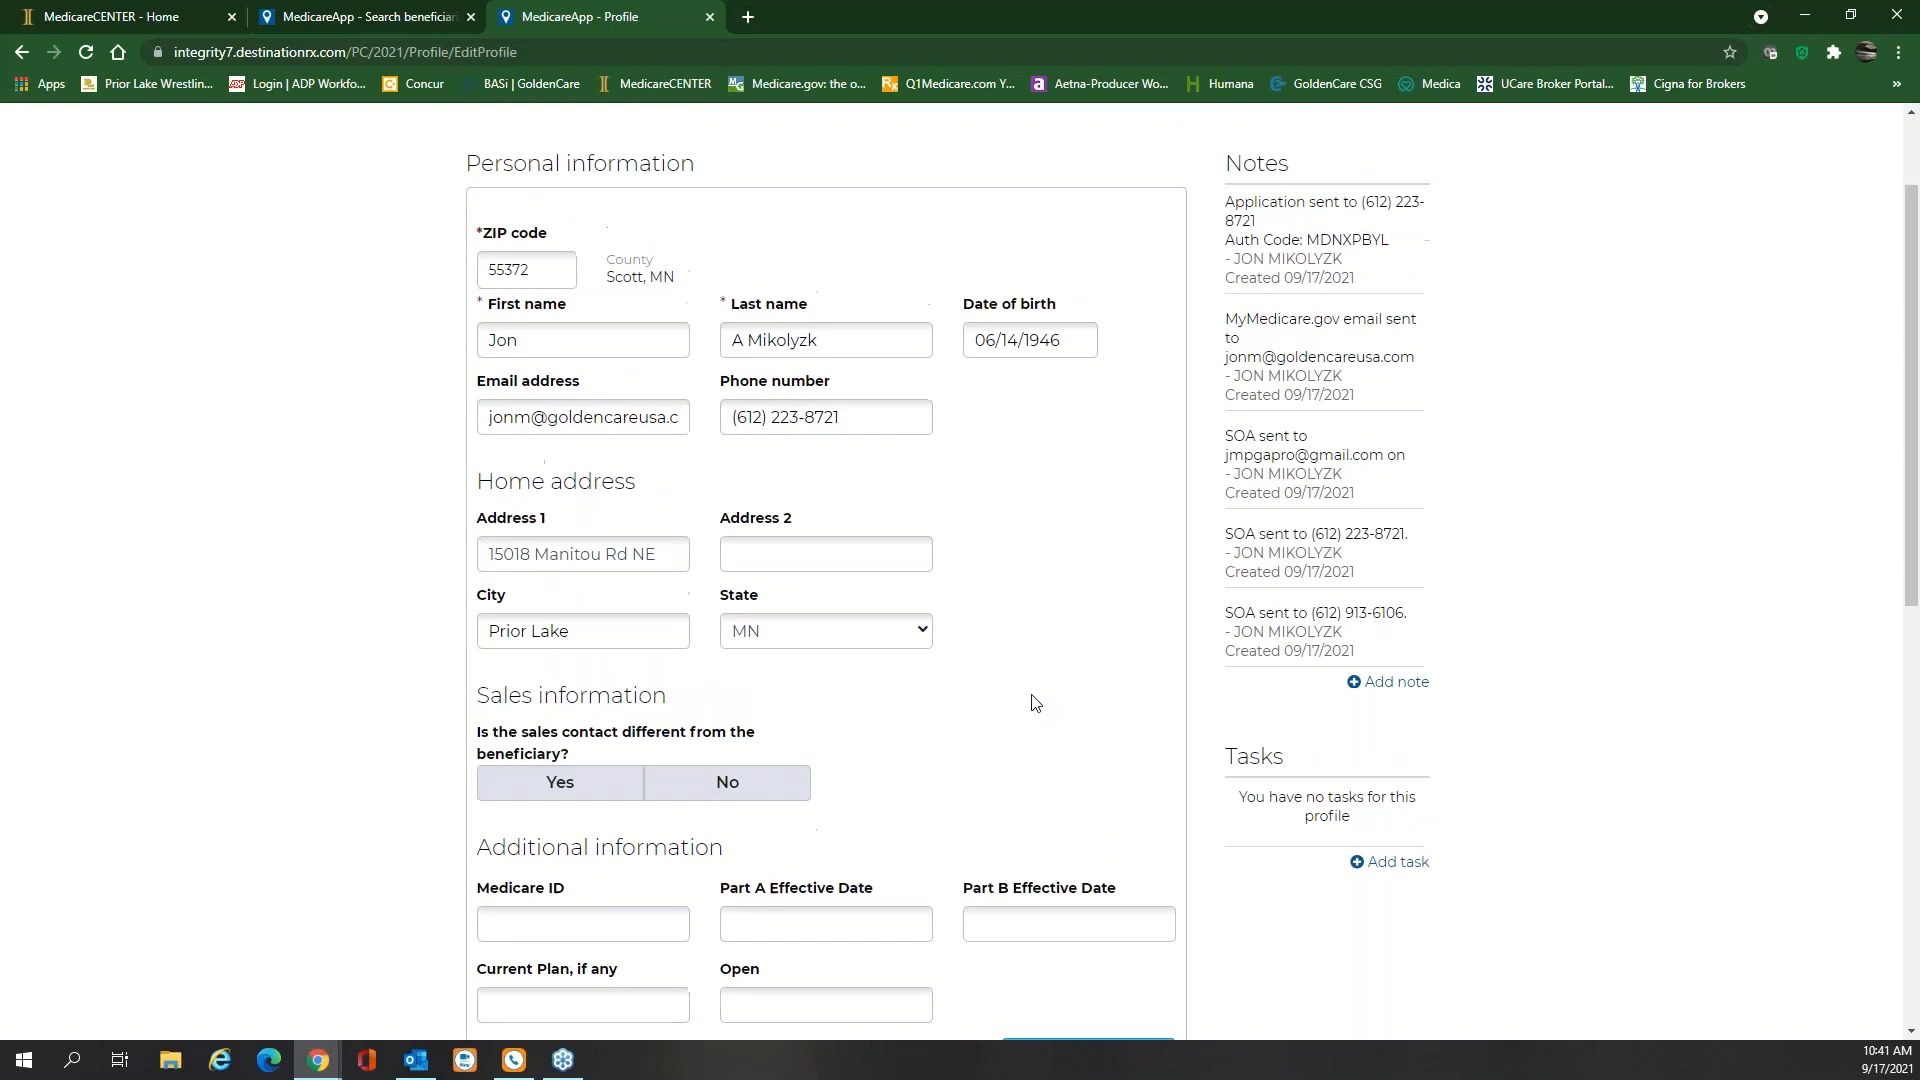 MedicareCENTER - Home
MedicareApp - Search beneficiar
MedicareApp - Profile
integrity7.destinationrx.com/PC/2021/Profile/EditProfile
Apps
Prior Lake Wrestlin...
Login | ADP Workfo...
Concur
BASi | GoldenCare
MedicareCENTER
Medicare.gov: the o...
Q1Medicare.com Y...
Aetna-Producer Wo...
Humana
GoldenCare CSG
Medica
UCare Broker Portal...
Cigna for Brokers
»
Personal information
*ZIP code
55372
County
Scott, MN
* First name
* Last name
Date of birth
Jon
A Mikolyzk
06/14/1946
Email address
Phone number
jonm@goldencareusa.c
(612) 223-8721
Home address
Address 1
Address 2
15018 Manitou Rd NE
City
State
Prior Lake
MN
Sales information
Is the sales contact different from the
beneficiary?
Yes
No
Additional information
Medicare ID
Part A Effective Date
Part B Effective Date
Current Plan, if any
Open
Notes
Application sent to (612) 223-
8721
Auth Code: MDNXPBYL
- JON MIKOLYZK
Created 09/17/2021
MyMedicare.gov email sent
to
jonm@goldencareusa.com
- JON MIKOLYZK
Created 09/17/2021
SOA sent to
jmpgapro@gmail.com on
- JON MIKOLYZK
Created 09/17/2021
SOA sent to (612) 223-8721.
- JON MIKOLYZK
Created 09/17/2021
SOA sent to (612) 913-6106.
- JON MIKOLYZK
Created 09/17/2021
Add note
Tasks
You have no tasks for this
profile
Add task
10:41 AM
9/17/2021